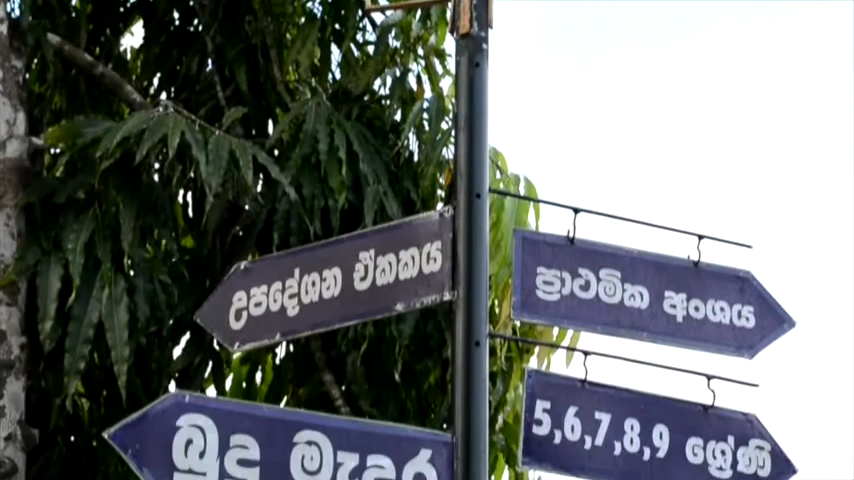 උපදේශන ඒකකය
ප්‍රාථමික අංශය
බුදු මැදුර
5,6,7,8,9 ශ්‍රේණි